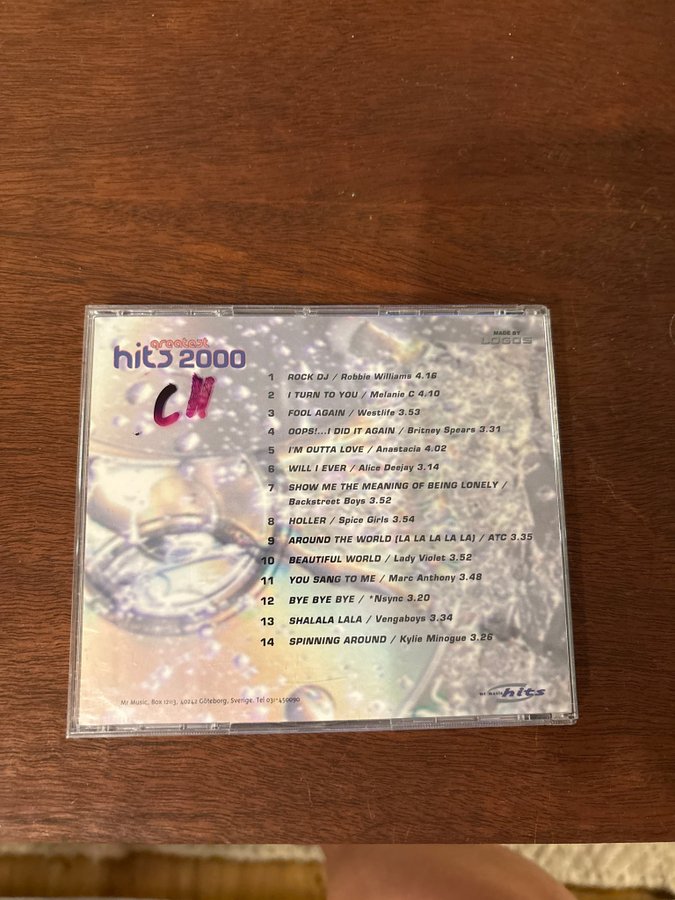 greatest
hits 2000
MADE BY
LOGOS
CH
1 ROCK DJ / Robbie Williams 4.16
2 I TURN TO YOU / Melanie C 4.10
3 FOOL AGAIN / Westlife 3.53
4 OOPS!...I DID IT AGAIN / Britney Spears 3.31
5 I'M OUTTA LOVE / Anastacia 4.02
6 WILL I EVER / Alice Deejay 3.14
7 SHOW ME THE MEANING OF BEING LONELY /
Backstreet Boys 3.52
8 HOLLER / Spice Girls 3.54
9 AROUND THE WORLD (LA LA LA LA LA) / ATC 3.35
10 BEAUTIFUL WORLD / Lady Violet 3.52
11 YOU SANG TO ME / Marc Anthony 3.48
12 BYE BYE BYE / *Nsync 3.20
13 SHALALA LALA / Vengaboys 3.34
14 SPINNING AROUND / Kylie Minogue 3.26
Mr Music, Box 12113, 40242 Göteborg, Sverige. Tel 031-450090
mr music hits